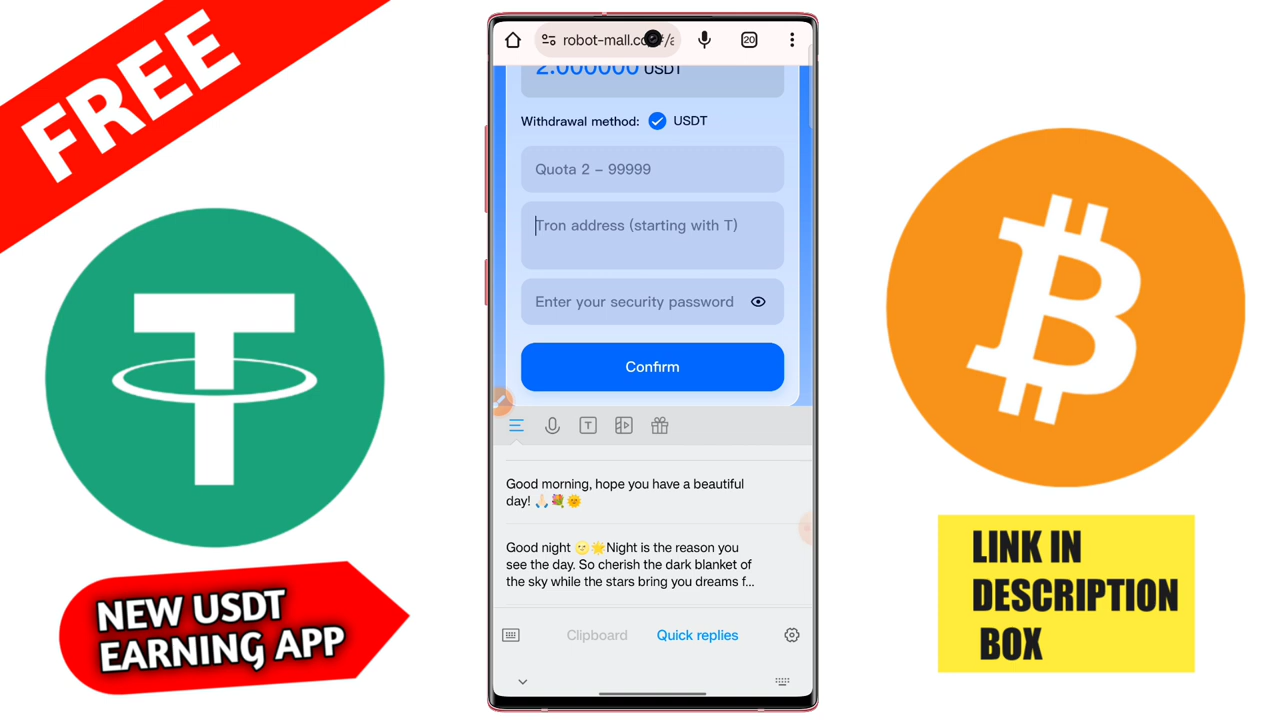 FREE
20
2.000000 USDT
Withdrawal method: USDT
Quota 2 – 99999
Tron address (starting with T)
Enter your security password
Confirm
Good morning, hope you have a beautiful
day! 🙏🏻💐🌞
Good night 🌝🌟Night is the reason you
see the day. So cherish the dark blanket of
the sky while the stars bring you dreams f...
Clipboard Quick replies
NEW USDT
EARNING APP
LINK IN
DESCRIPTION
BOX